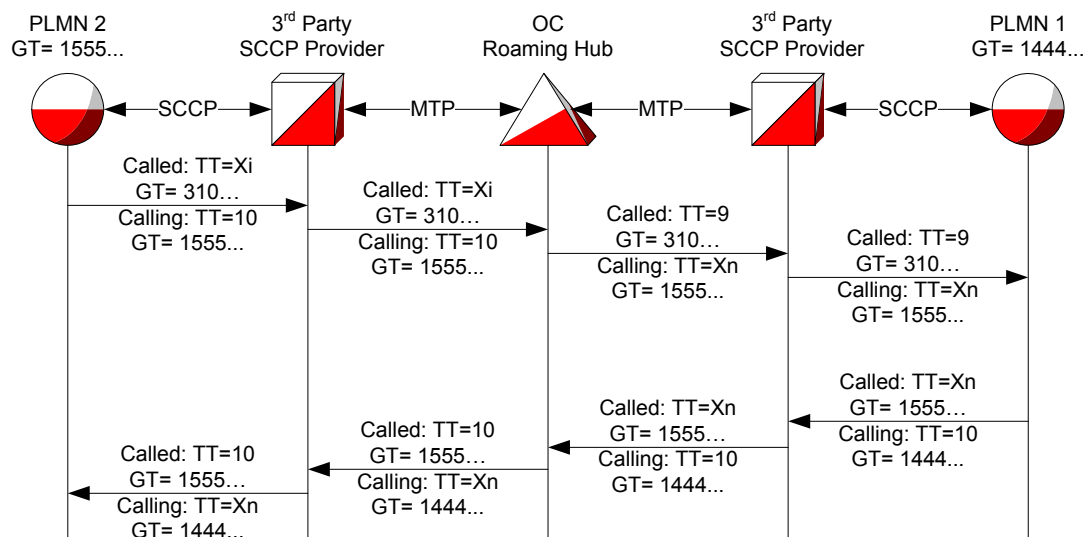 PLMN 2
GT= 1555...
3rd Party
SCCP Provider
OC
Roaming Hub
3rd Party
SCCP Provider
PLMN 1
GT= 1444...
SCCP
MTP
MTP
SCCP
Called: TT=Xi
GT= 310…
Calling: TT=10
GT= 1555...
Called: TT=Xi
GT= 310…
Calling: TT=10
GT= 1555...
Called: TT=9
GT= 310…
Calling: TT=Xn
GT= 1555...
Called: TT=9
GT= 310…
Calling: TT=Xn
GT= 1555...
Called: TT=Xn
GT= 1555…
Calling: TT=10
GT= 1444...
Called: TT=Xn
GT= 1555…
Calling: TT=10
GT= 1444...
Called: TT=10
GT= 1555…
Calling: TT=Xn
GT= 1444...
Called: TT=10
GT= 1555...
Calling: TT=Xn
GT= 1444...